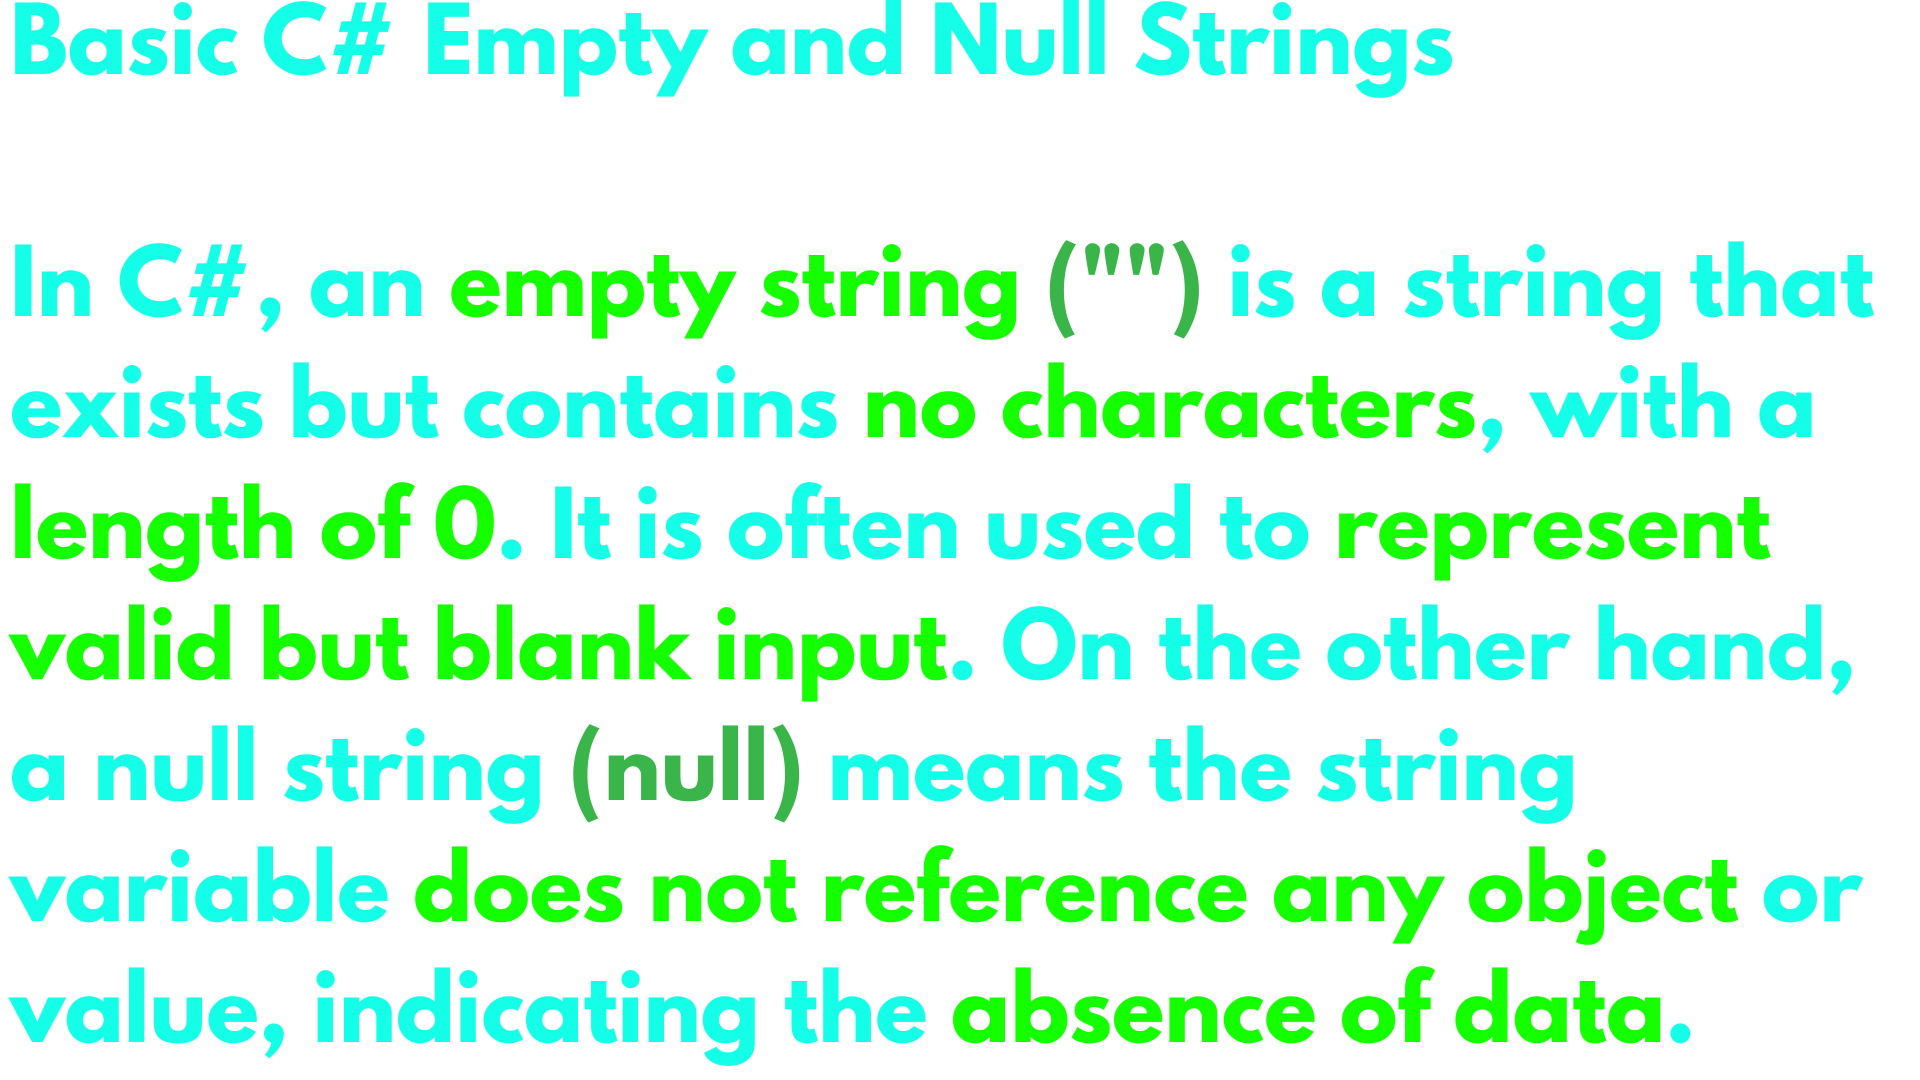 Basic C# Empty and Null Strings
In C#, an empty string ("") is a string that
exists but contains no characters, with a
length of 0. It is often used to represent
valid but blank input. On the other hand,
a null string (null) means the string
variable does not reference any object or
value, indicating the absence of data.